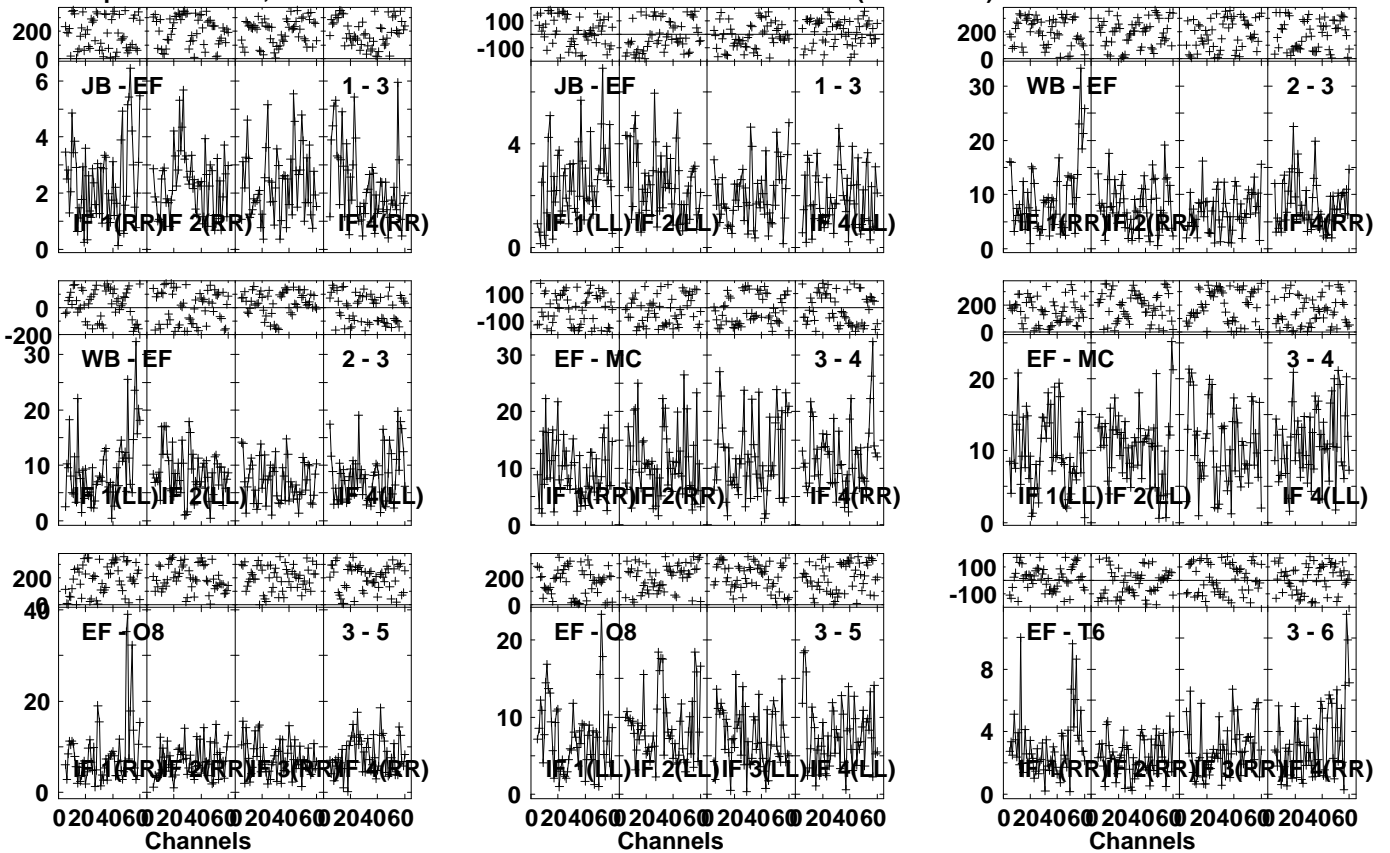 200
0
100
-100
200
0
6
4
2
0
JB - EF 1 - 3
IF 1(RR) IF 2(RR) IF 4(RR)
4
0
JB - EF 1 - 3
IF 1(LL) IF 2(LL) IF 4(LL)
30
20
10
0
WB - EF 2 - 3
IF 1(RR) IF 2(RR) IF 4(RR)
0
-200
100
-100
200
0
30
20
10
0
WB - EF 2 - 3
IF 1(LL) IF 2(LL) IF 4(LL)
30
20
10
0
EF - MC 3 - 4
IF 1(RR) IF 2(RR) IF 4(RR)
20
10
0
EF - MC 3 - 4
IF 1(LL) IF 2(LL) IF 4(LL)
200
0
200
0
100
-100
40
20
0
EF - O8 3 - 5
IF 1(RR) IF 2(RR) IF 3(RR) IF 4(RR)
20
10
0
EF - O8 3 - 5
IF 1(LL) IF 2(LL) IF 3(LL) IF 4(LL)
8
4
0
EF - T6 3 - 6
IF 1(RR) IF 2(RR) IF 3(RR) IF 4(RR)
0 20 40 60 0 20 40 60 0 20 40 60 0 20 40 60
0 20 40 60 0 20 40 60 0 20 40 60 0 20 40 60
0 20 40 60 0 20 40 60 0 20 40 60 0 20 40 60
Channels Channels Channels